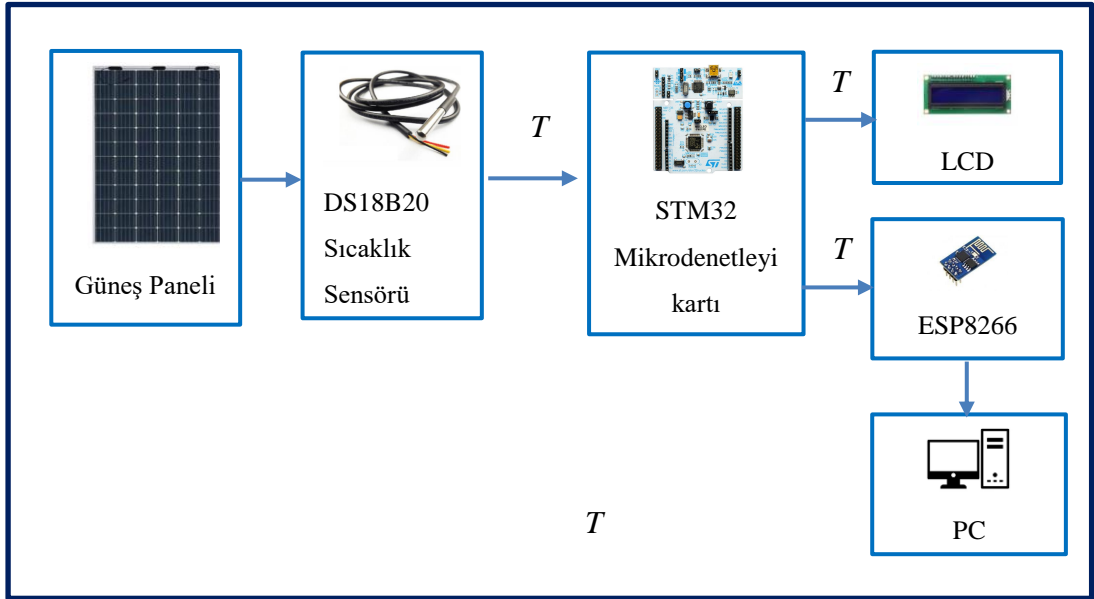 Güneş Paneli
DS18B20
Sıcaklık
Sensörü
T
STM32
Mikrodenetleyi
kartı
T
LCD
T
ESP8266
PC
T